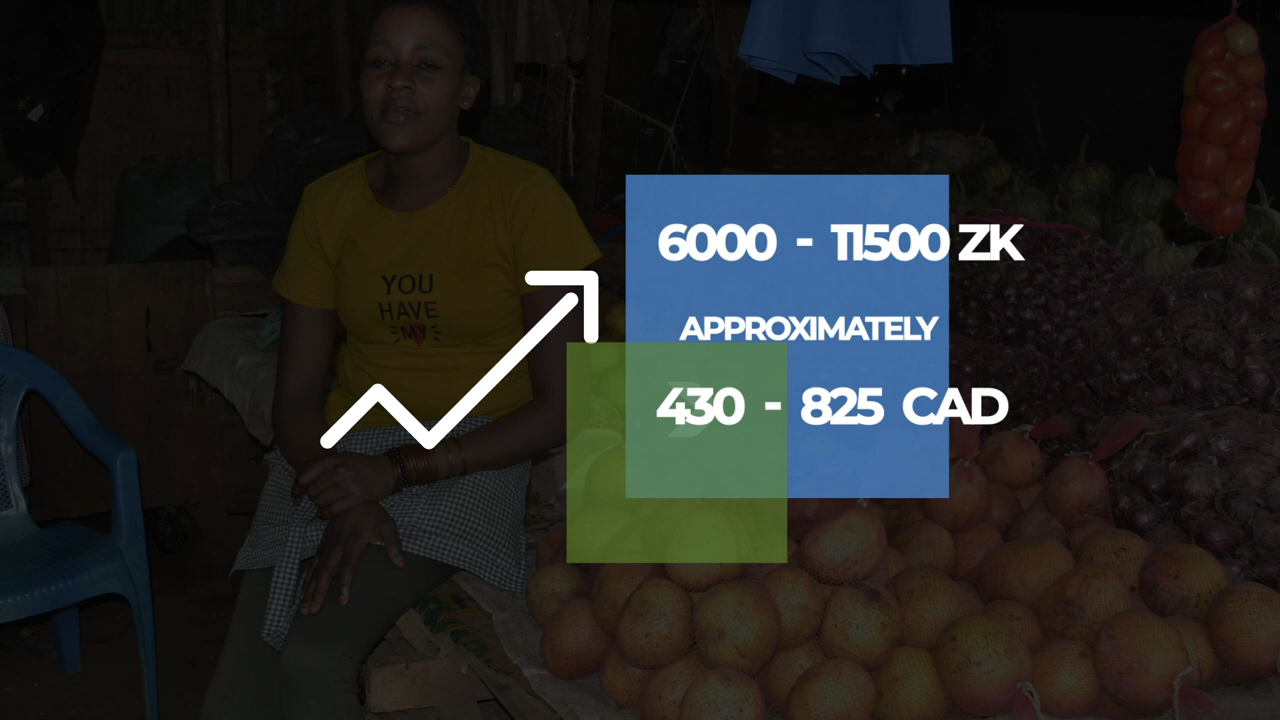 YOU
HAVE
MY
6000 - 11500 ZK
APPROXIMATELY
430 - 825 CAD